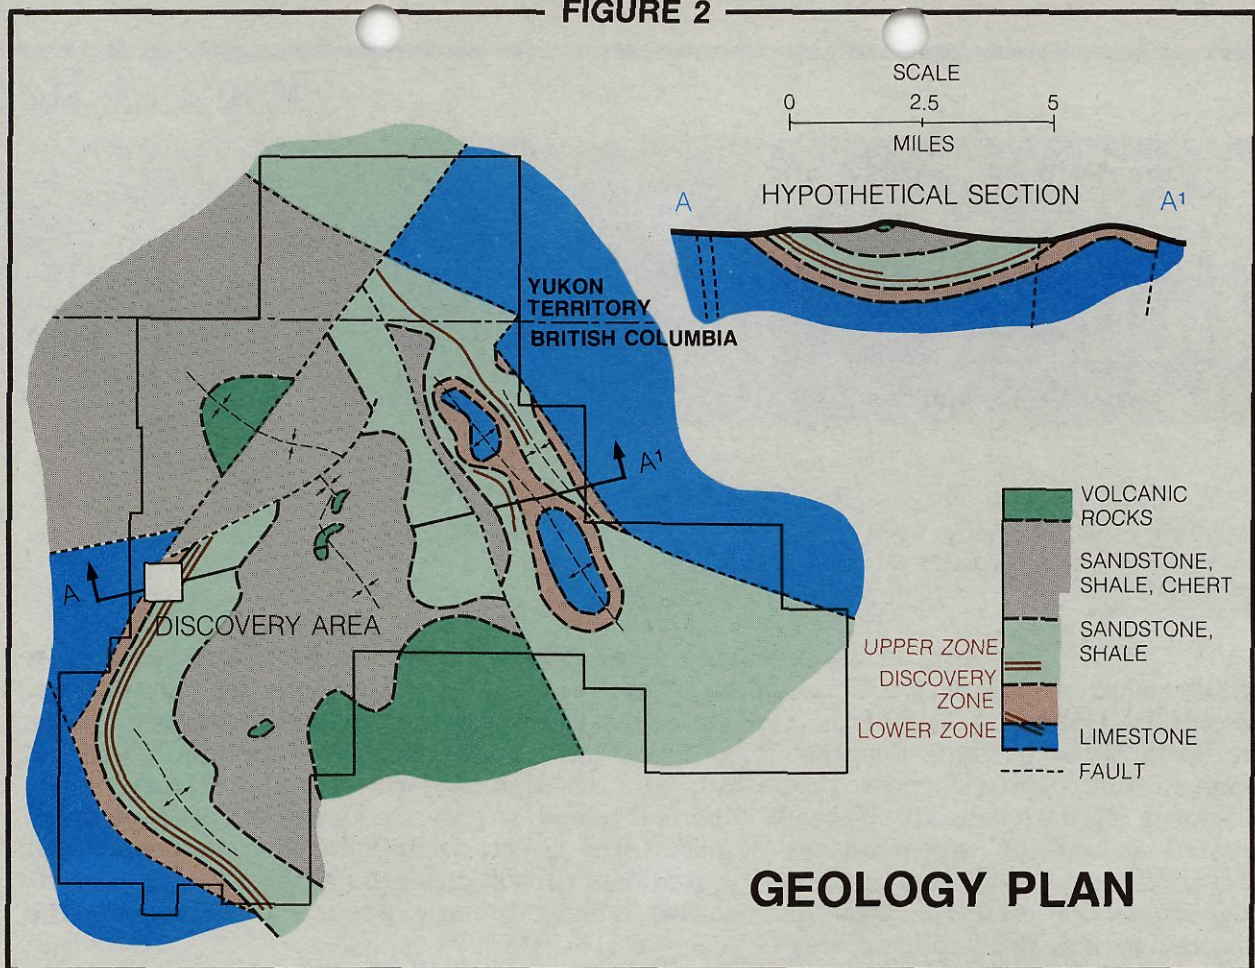 FIGURE 2
SCALE
0 2.5 5
MILES
HYPOTHETICAL SECTION
A A¹
YUKON
TERRITORY
BRITISH COLUMBIA
A¹
A
DISCOVERY AREA
VOLCANIC
ROCKS
SANDSTONE,
SHALE, CHERT
SANDSTONE,
SHALE
UPPER ZONE
DISCOVERY
ZONE
LOWER ZONE
LIMESTONE
FAULT
GEOLOGY PLAN